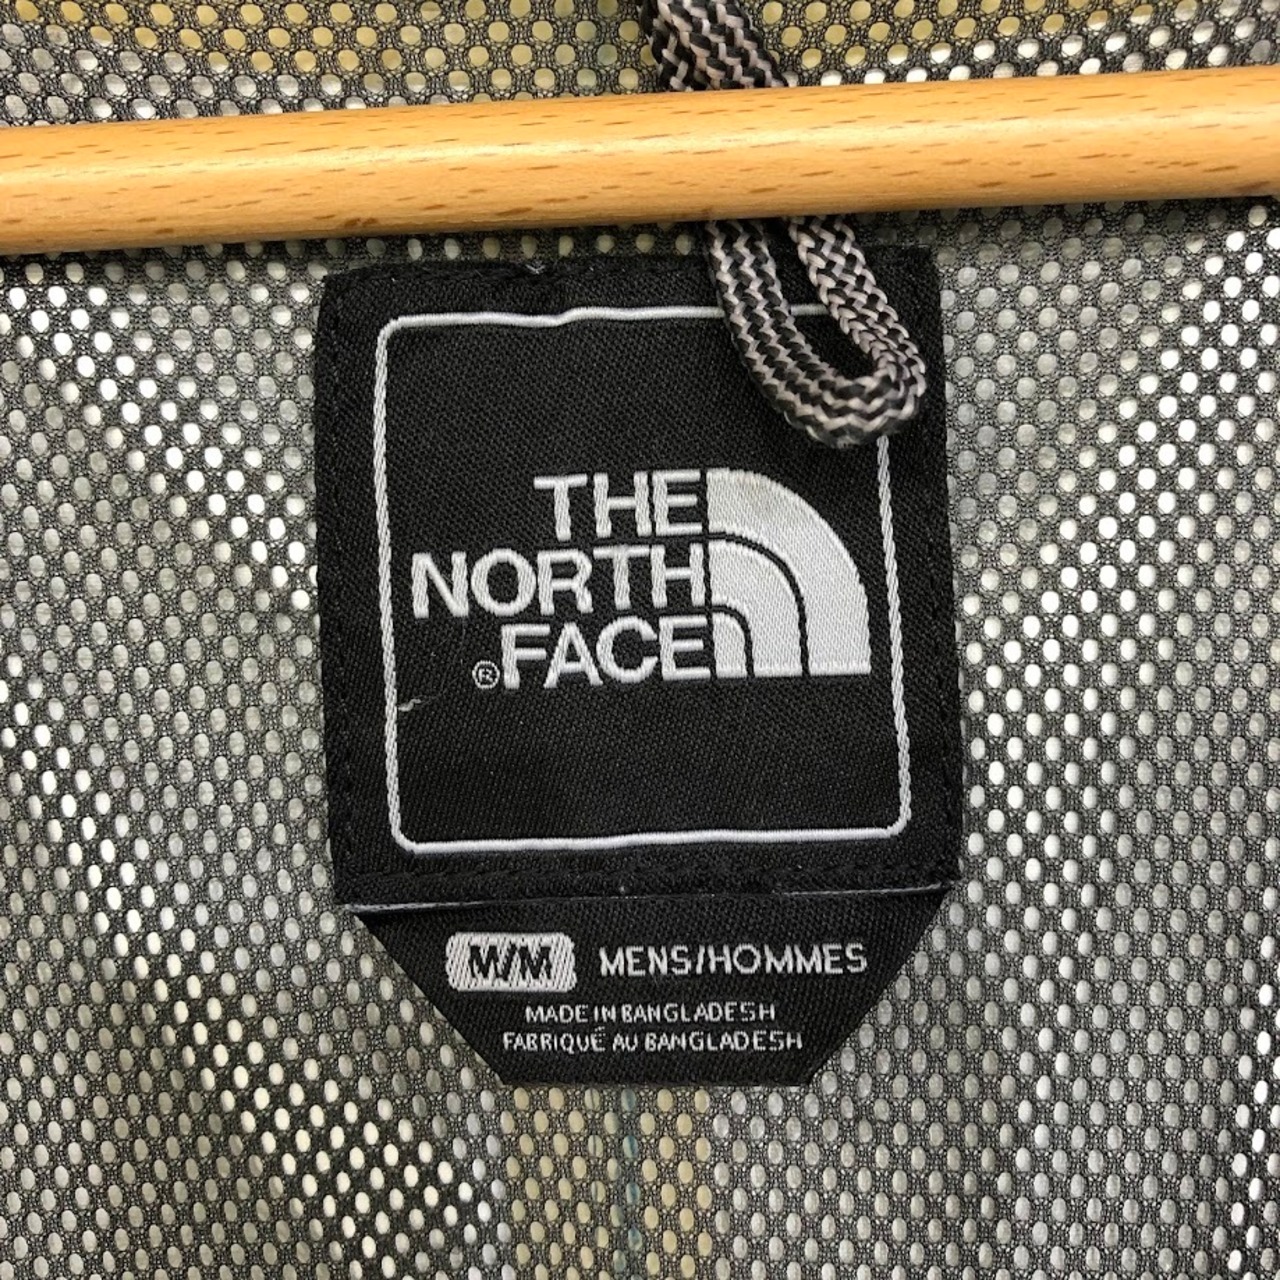 THE
NORTH
®FACE
M/M MENS/HOMMES
MADE IN BANGLADESH
FABRIQUÉ AU BANGLADESH